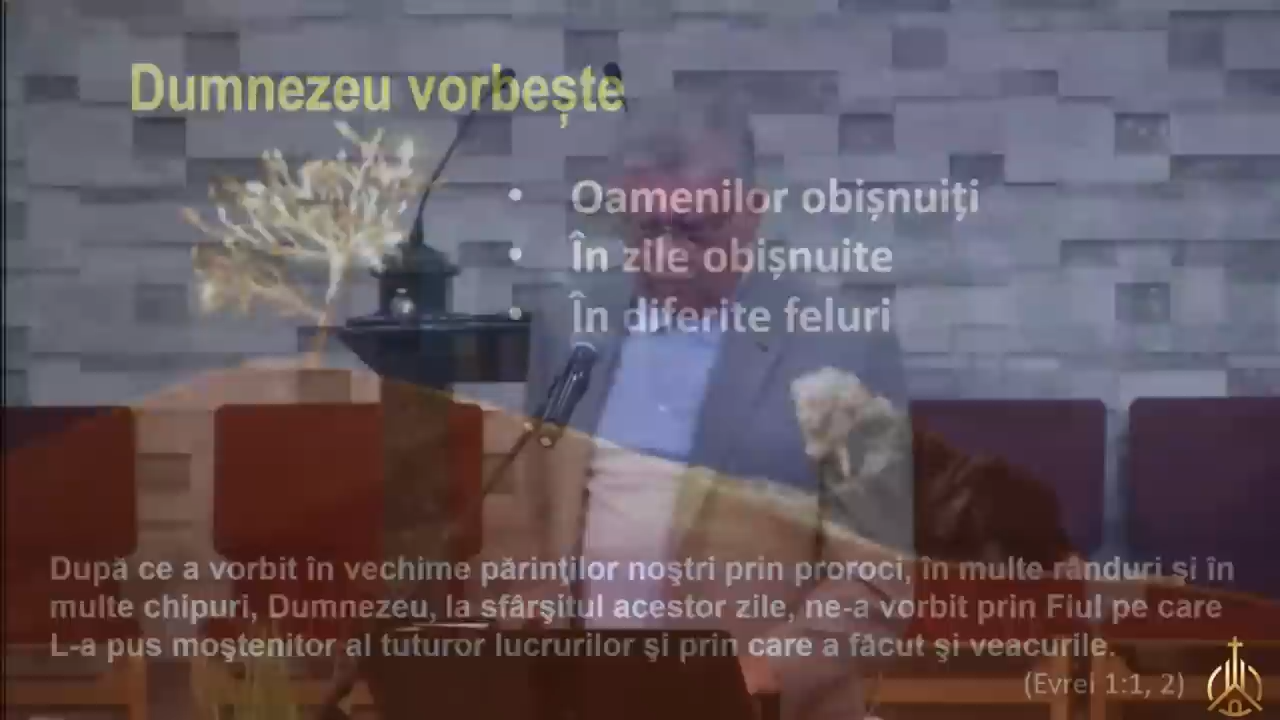 Dumnezeu vorbește
• Oamenilor obișnuiți
• În zile obișnuite
• În diferite feluri
După ce a vorbit în vechime părinţilor noştri prin proroci, în multe rânduri şi în
multe chipuri, Dumnezeu, la sfârşitul acestor zile, ne-a vorbit prin Fiul pe care
L-a pus moştenitor al tuturor lucrurilor şi prin care a făcut şi veacurile.
(Evrei 1:1, 2)